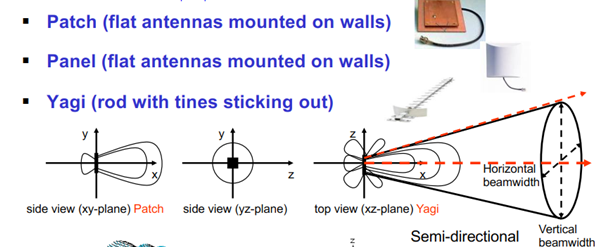 ▪ Patch (flat antennas mounted on walls)
▪ Panel (flat antennas mounted on walls)
▪ Yagi (rod with tines sticking out)
y
x
y
z
z
x
side view (xy-plane) Patch
side view (yz-plane)
top view (xz-plane) Yagi
Horizontal
beamwidth
Semi-directional
Vertical
beamwidth
z